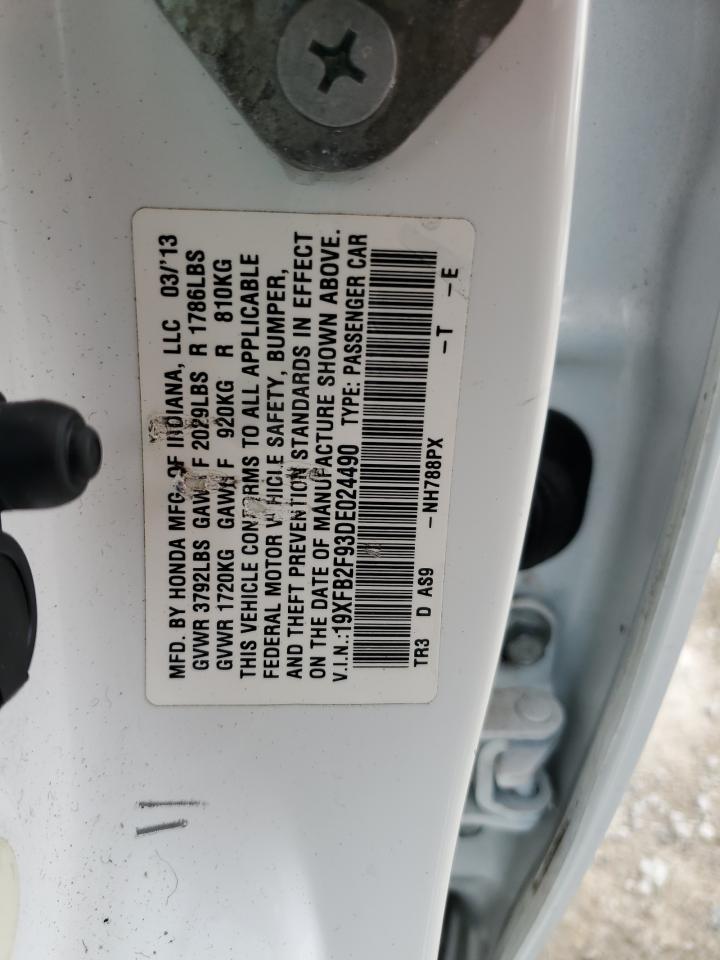 MFD. BY HONDA MFG. OF INDIANA, LLC 03/'13
GVWR 3792LBS GAWR F 2029LBS R 1786LBS
GVWR 1720KG GAWR F 920KG R 810KG
THIS VEHICLE CONFORMS TO ALL APPLICABLE
FEDERAL MOTOR VEHICLE SAFETY, BUMPER,
AND THEFT PREVENTION STANDARDS IN EFFECT
ON THE DATE OF MANUFACTURE SHOWN ABOVE.
V.I.N.:19XFB2F93DE024490 TYPE: PASSENGER CAR
TR3 D AS9 -NH788PX -T -E